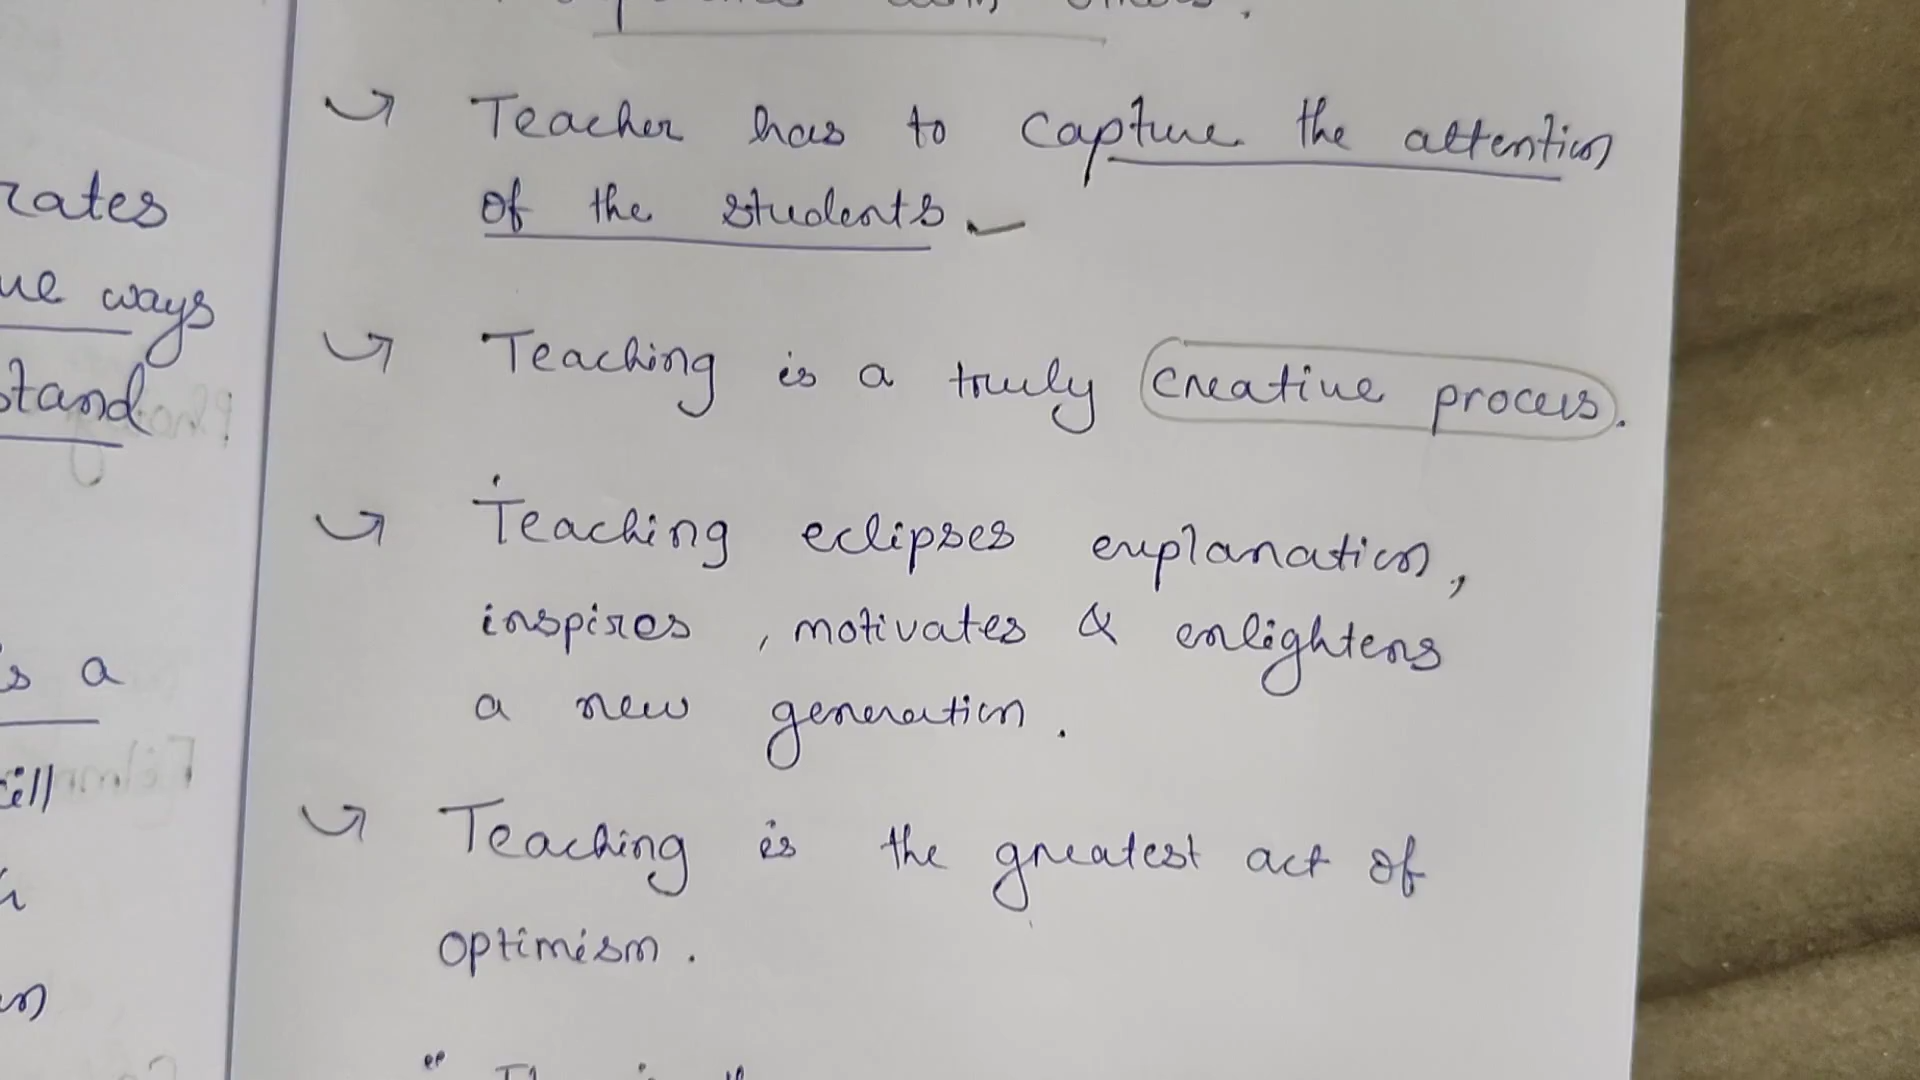 rates
ways
stand
s a
↪ Teacher has to capture the attention
of the students.
↪ Teaching is a truly creative process.
↪ Teaching eclipses explanation,
inspires, motivates & enlightens
a new generation.
↪ Teaching is the greatest act of
optimism.